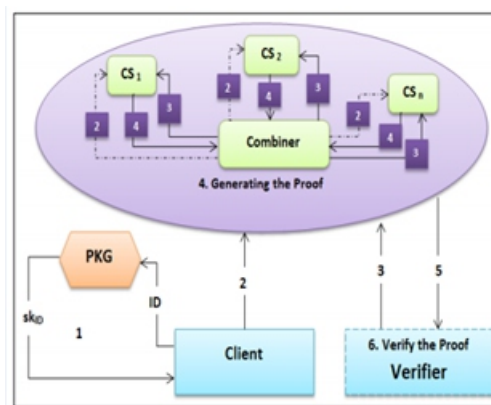 CS 1
CS 2
CS n
2
4
3
2
4
3
2
4
3
Combiner
4. Generating the Proof
PKG
skID
ID
1
2
3
5
Client
6. Verify the Proof
Verifier